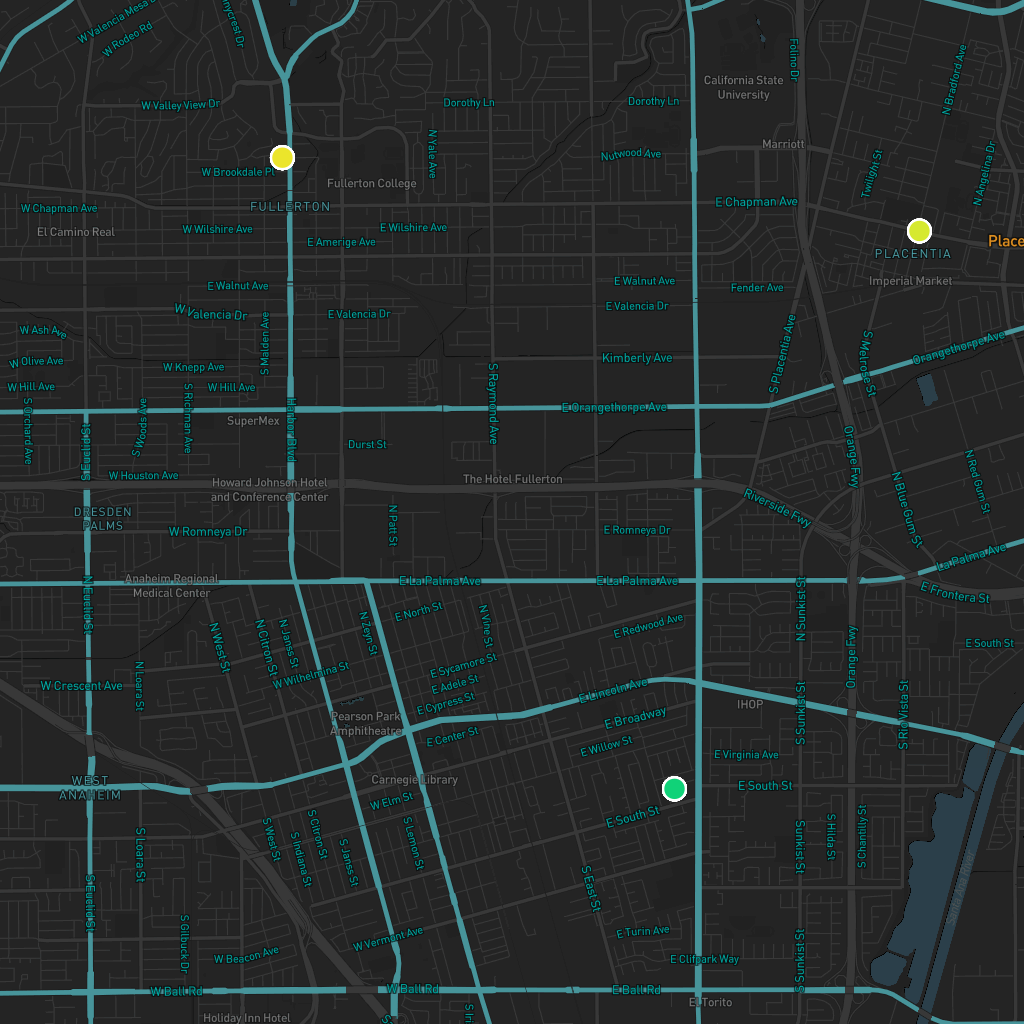 W Valencia Mesa
W Rodeo Rd
nycrest Dr
W Valley View Dr
Dorothy Ln
Dorothy Ln
California State
University
Folino Dr
N Bradford Ave
N Yale Ave
Nutwood Ave
Marriott
Twilight St
N Angelina Dr
W Brookdale Pl
Fullerton College
W Chapman Ave
FULLERTON
E Chapman Ave
El Camino Real
W Wilshire Ave
E Wilshire Ave
E Amerige Ave
Place
PLACENTIA
E Walnut Ave
E Walnut Ave
Fender Ave
Imperial Market
W Valencia Dr
E Valencia Dr
E Valencia Dr
W Ash Ave
S Malden Ave
S Placentia Ave
S Melrose St
Orangethorpe Ave
W Olive Ave
W Knepp Ave
Kimberly Ave
W Hill Ave
W Hill Ave
S Orchard Ave
S Woods Ave
S Richman Ave
S Raymond Ave
SuperMex
Harbor Blvd
E Orangethorpe Ave
S Euclid St
Durst St
Orange Fwy
W Houston Ave
Howard Johnson Hotel
and Conference Center
The Hotel Fullerton
N Blue Gum St
N Red Gum St
Riverside Fwy
DRESDEN
PALMS
W Romneya Dr
N Patt St
E Romneya Dr
La Palma Ave
Anaheim Regional
Medical Center
E La Palma Ave
E La Palma Ave
E Frontera St
N Euclid St
N West St
N Citron St
N Janss St
N Zeyn St
E North St
N Vine St
E Redwood Ave
N Sunkist St
Orange Fwy
E South St
N Loara St
W Crescent Ave
W Wilhelmina St
E Sycamore St
E Adele St
E Cypress St
E Lincoln Ave
IHOP
S Sunkist St
S Rio Vista St
Pearson Park
Amphitheatre
E Center St
E Broadway
E Willow St
E Virginia Ave
WEST
ANAHEIM
Carnegie Library
E South St
W Elm St
E South St
S Loara St
S West St
S Indiana St
S Citron St
S Janss St
S Lemon St
Sunkist St
S Hilda St
S Chantilly St
S Euclid St
S East St
S Gilbuck Dr
W Beacon Ave
W Vermont Ave
E Turin Ave
E Clifpark Way
S Sunkist St
W Ball Rd
W Ball Rd
E Ball Rd
El Torito
Holiday Inn Hotel